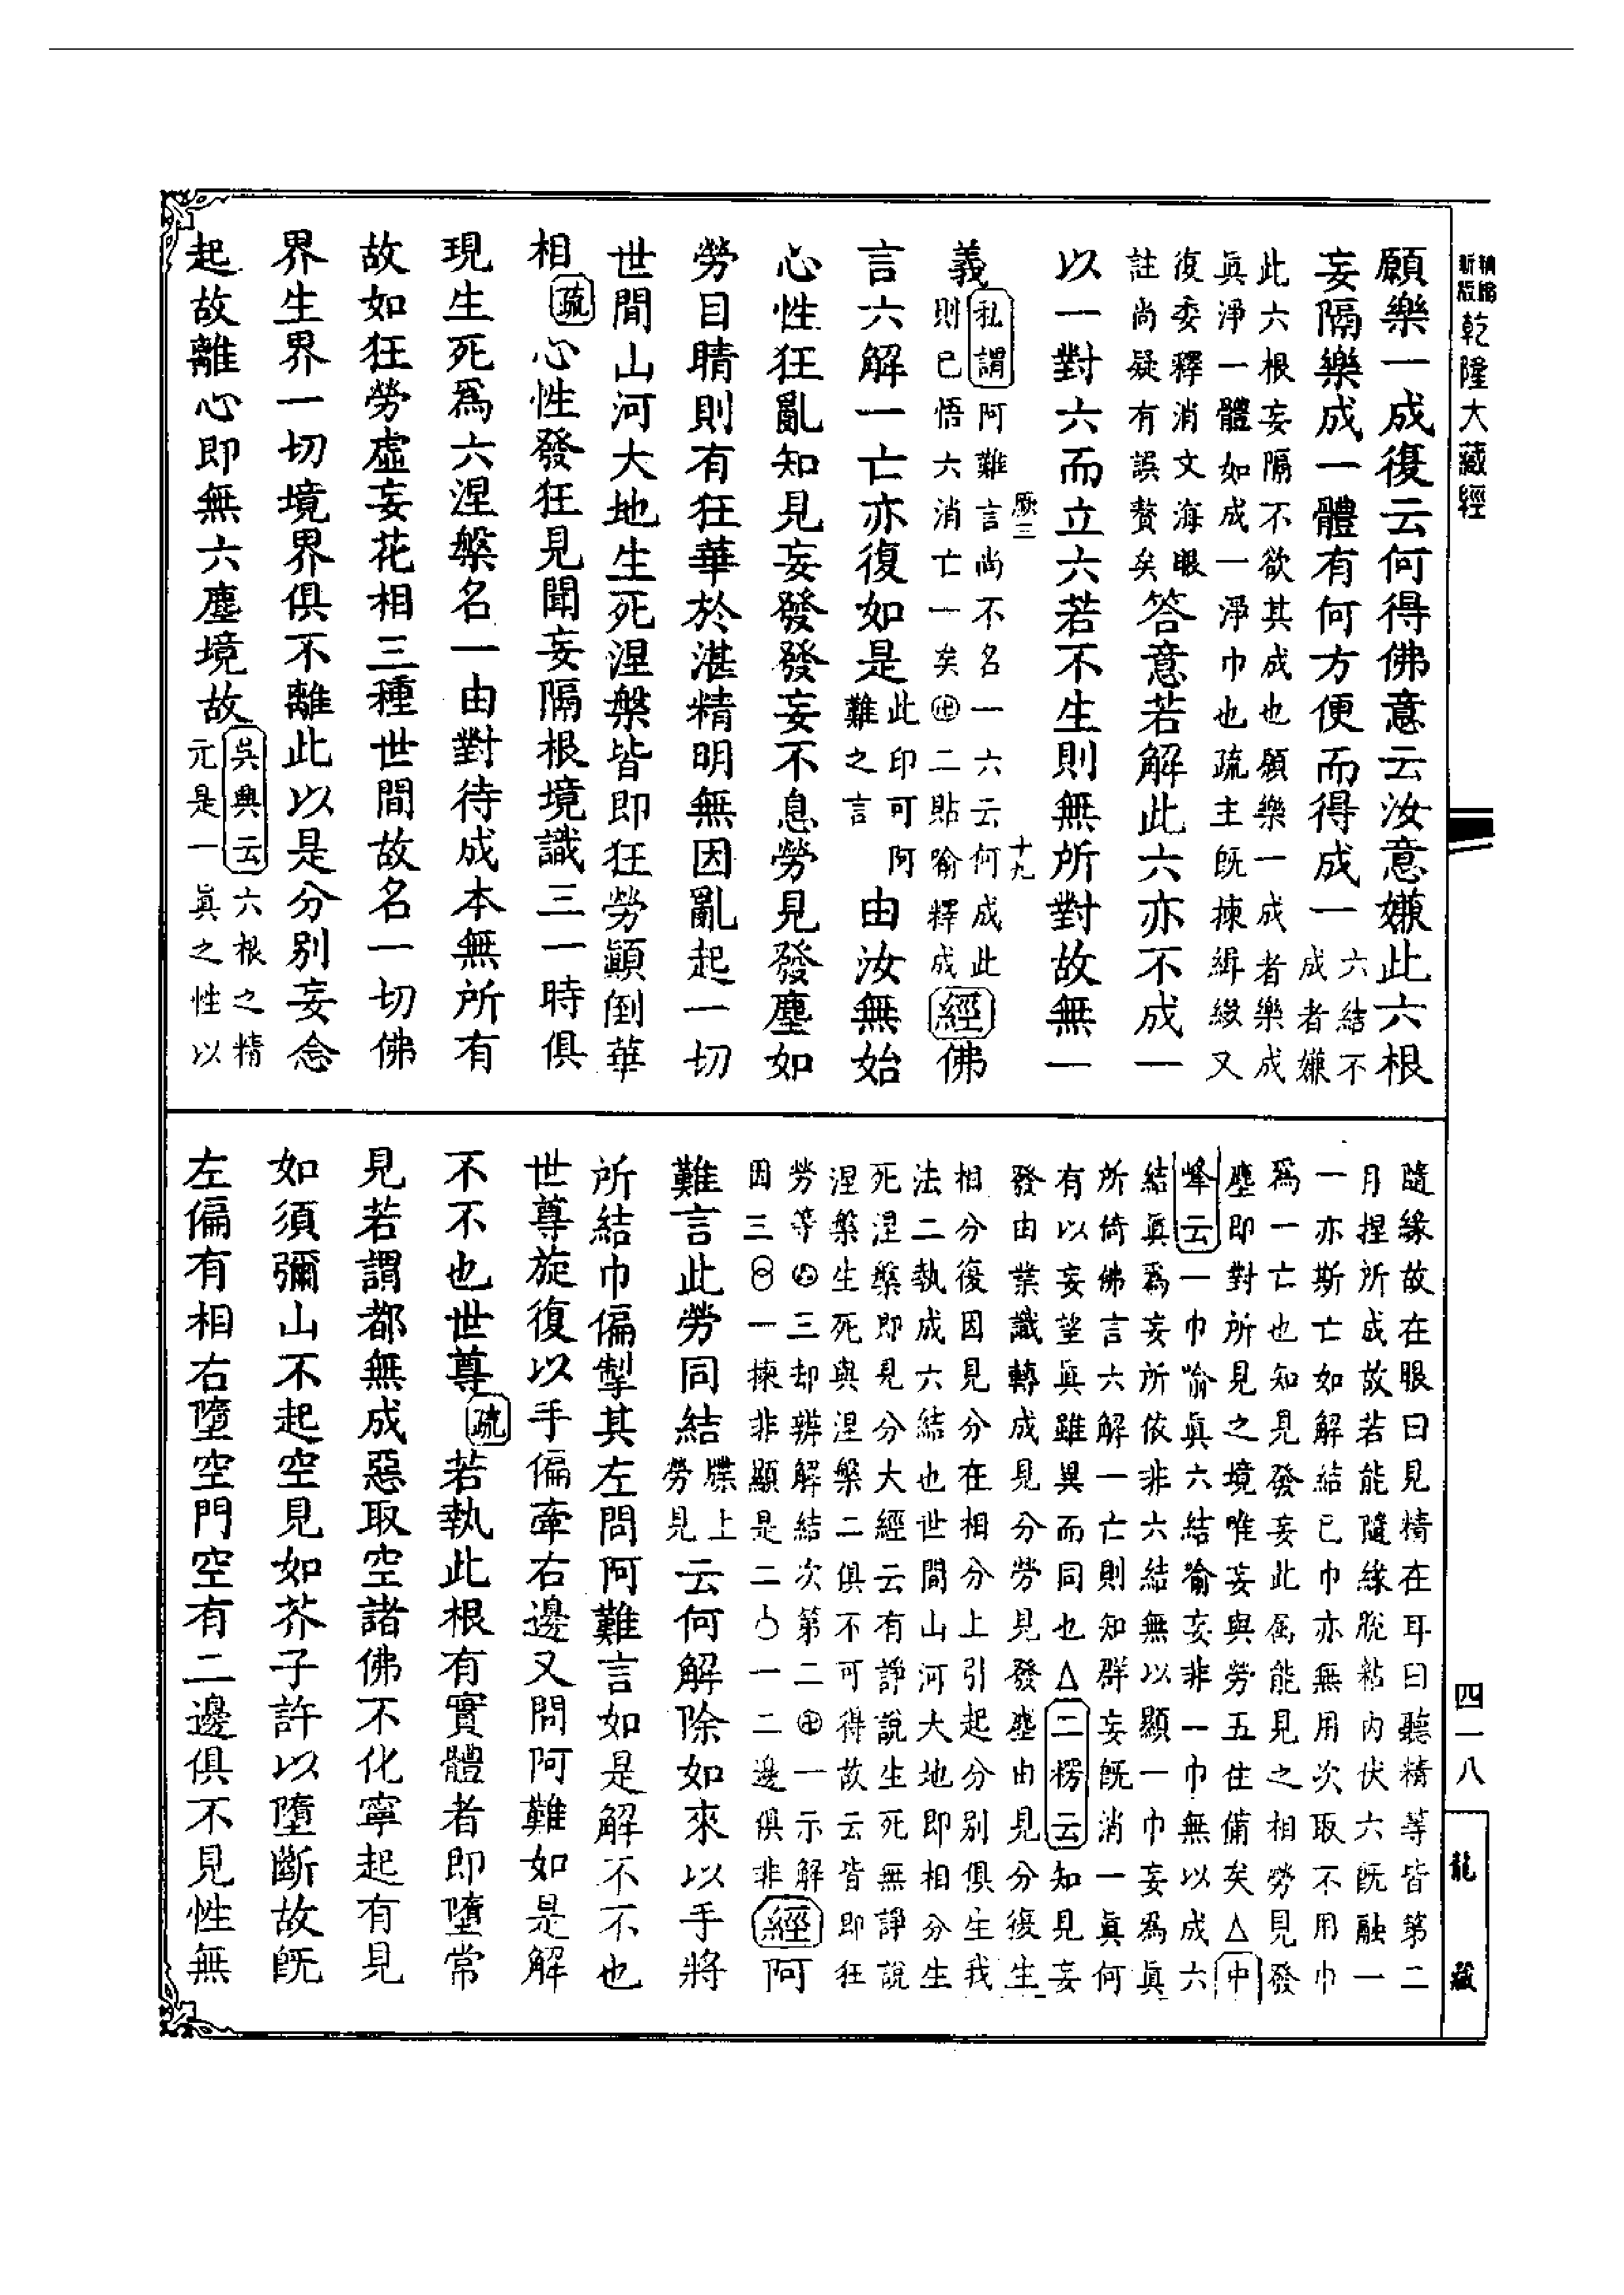 精縮
新版
乾隆大藏經
願樂一成復云何得佛意云汝意嫌此六根
妄隔樂成一體有何方便而得成一六結不
成者嫌
此六根妄隔不欲其成也願樂一成者樂成
眞淨一體如成一淨巾也疏主旣揀緝綴又
復委釋消文海眼
註尚疑有誤贅矣
答意若解此六亦不成一
以一對六而立六若不生則無所對故無一
原三
十九
義
私謂阿難言尚不名一六云何成此
則已悟六消亡一矣㊥二貼喻釋成
經佛
言六解一亡亦復如是
此印可阿
難之言
由汝無始
心性狂亂知見妄發發妄不息勞見發塵如
勞目睛則有狂華於湛精明無因亂起一切
世間山河大地生死涅槃皆即狂勞顚倒華
相疏心性發狂見聞妄隔根境識三一時俱
現生死爲六涅槃名一由對待成本無所有
故如狂勞虛妄花相三種世間故名一切佛
界生界一切境界俱不離此以是分別妄念
起故離心即無六塵境故
吳興云六根之精
元是一眞之性以
隨緣故在眼曰見精在耳曰聽精等皆第二
月捏所成故若能隨緣脫粘內伏六旣融一
一亦斯亡如解結已巾亦無用次取不用巾
爲一亡也知見發妄此属能見之相勞見發
塵即對所見之境唯妄與勞五住備矣△中
峰云一巾喻眞六結喻妄非一巾無以成六
結眞爲妄所依非六結無以顯一巾妄爲眞
所倚佛言六解一亡則知群妄旣消一眞何
有以妄望眞雖異而同也△二楞云知見妄
發由業識轉成見分勞見發塵由見分復生
相分復因見分在相分上引起分別俱生我
法二執成六結也世間山河大地即相分生
死涅槃即見分大經云有諍說生死無諍說
涅槃生死與涅槃二俱不可得故云皆即狂
勞等㊁三却辨解結次第二㊥一示解
因三一揀非顯是二一二邊俱非
經阿
難言此勞同結
牒上
勞見
云何解除如來以手將
所結巾偏掣其左問阿難言如是解不不也
世尊旋復以手偏牽右邊又問阿難如是解
不不也世尊疏若執此根有實體者即墮常
見若謂都無成惡取空諸佛不化寧起有見
如須彌山不起空見如芥子許以墮斷故旣
左偏有相右墮空門空有二邊俱不見性無
四一八
龍藏